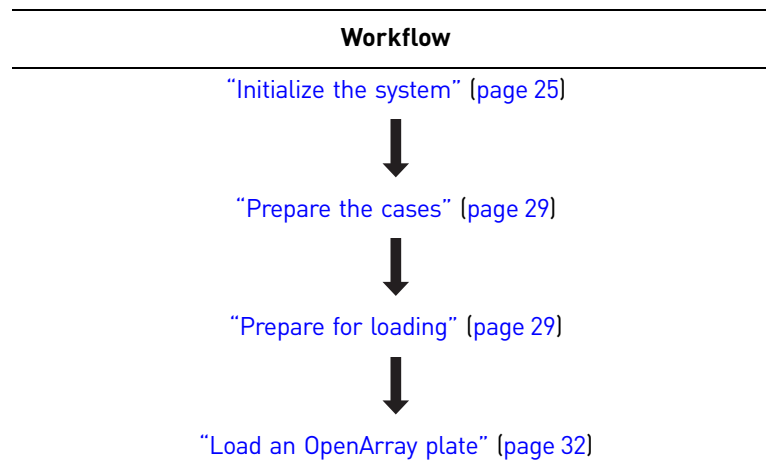 Workflow
“Initialize the system” (page 25)
“Prepare the cases” (page 29)
“Prepare for loading” (page 29)
“Load an OpenArray plate” (page 32)